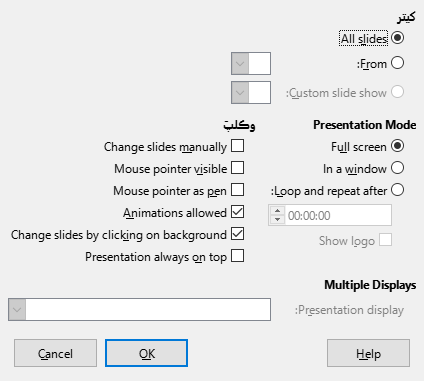 کیتر
All slides
From:
Custom slide show:
Presentation Mode
Full screen
In a window
Loop and repeat after:
00:00:00
Show logo
Change slides manually
Mouse pointer visible
Mouse pointer as pen
Animations allowed
Change slides by clicking on background
Presentation always on top
Multiple Displays
Presentation display:
Help
OK
Cancel